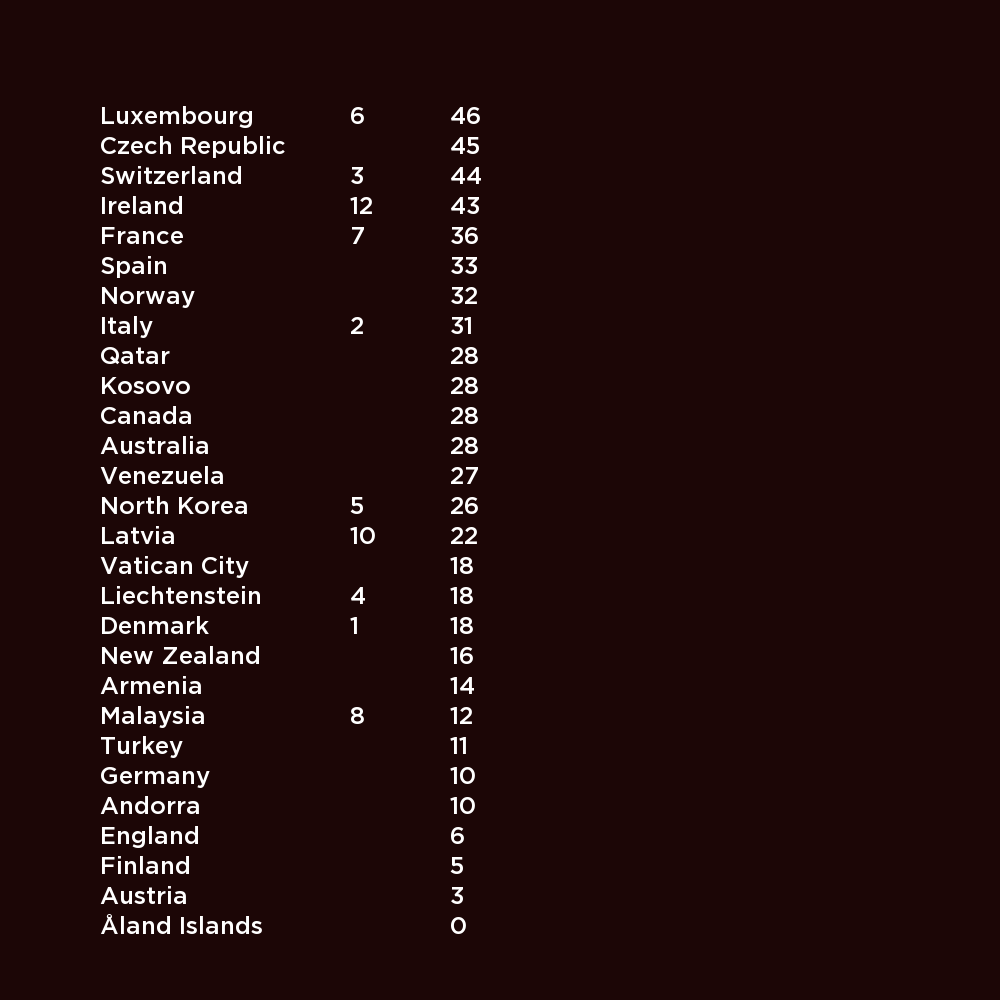 Luxembourg 6 46
Czech Republic 45
Switzerland 3 44
Ireland 12 43
France 7 36
Spain 33
Norway 32
Italy 2 31
Qatar 28
Kosovo 28
Canada 28
Australia 28
Venezuela 27
North Korea 5 26
Latvia 10 22
Vatican City 18
Liechtenstein 4 18
Denmark 1 18
New Zealand 16
Armenia 14
Malaysia 8 12
Turkey 11
Germany 10
Andorra 10
England 6
Finland 5
Austria 3
Åland Islands 0